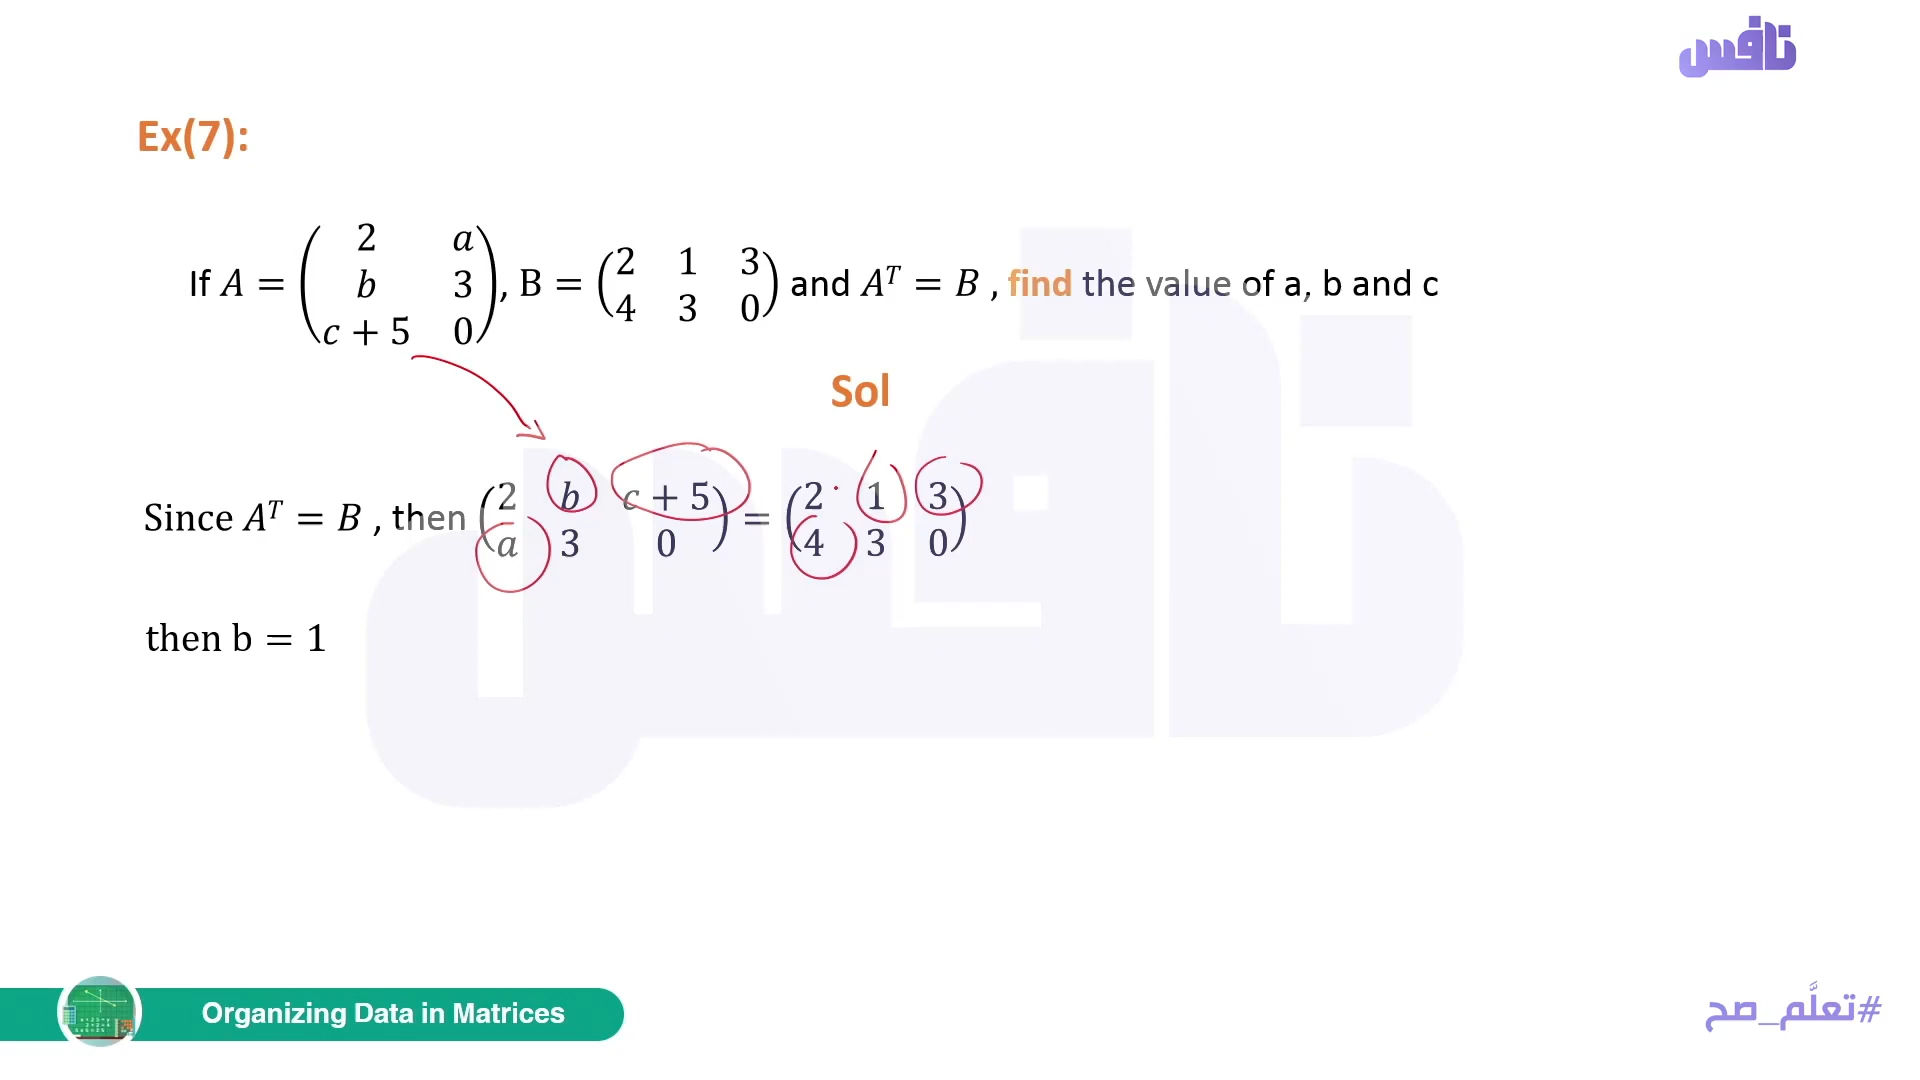 نافس
Ex(7):
If A = ( 2 a ; b 3 ; c + 5 0 ), B = ( 2 1 3 ; 4 3 0 ) and Aᵀ = B , find the value of a, b and c
Sol
Since Aᵀ = B , then ( 2 b c + 5 ; a 3 0 ) = ( 2 1 3 ; 4 3 0 )
then b = 1
Organizing Data in Matrices
#تعلَّم_صح